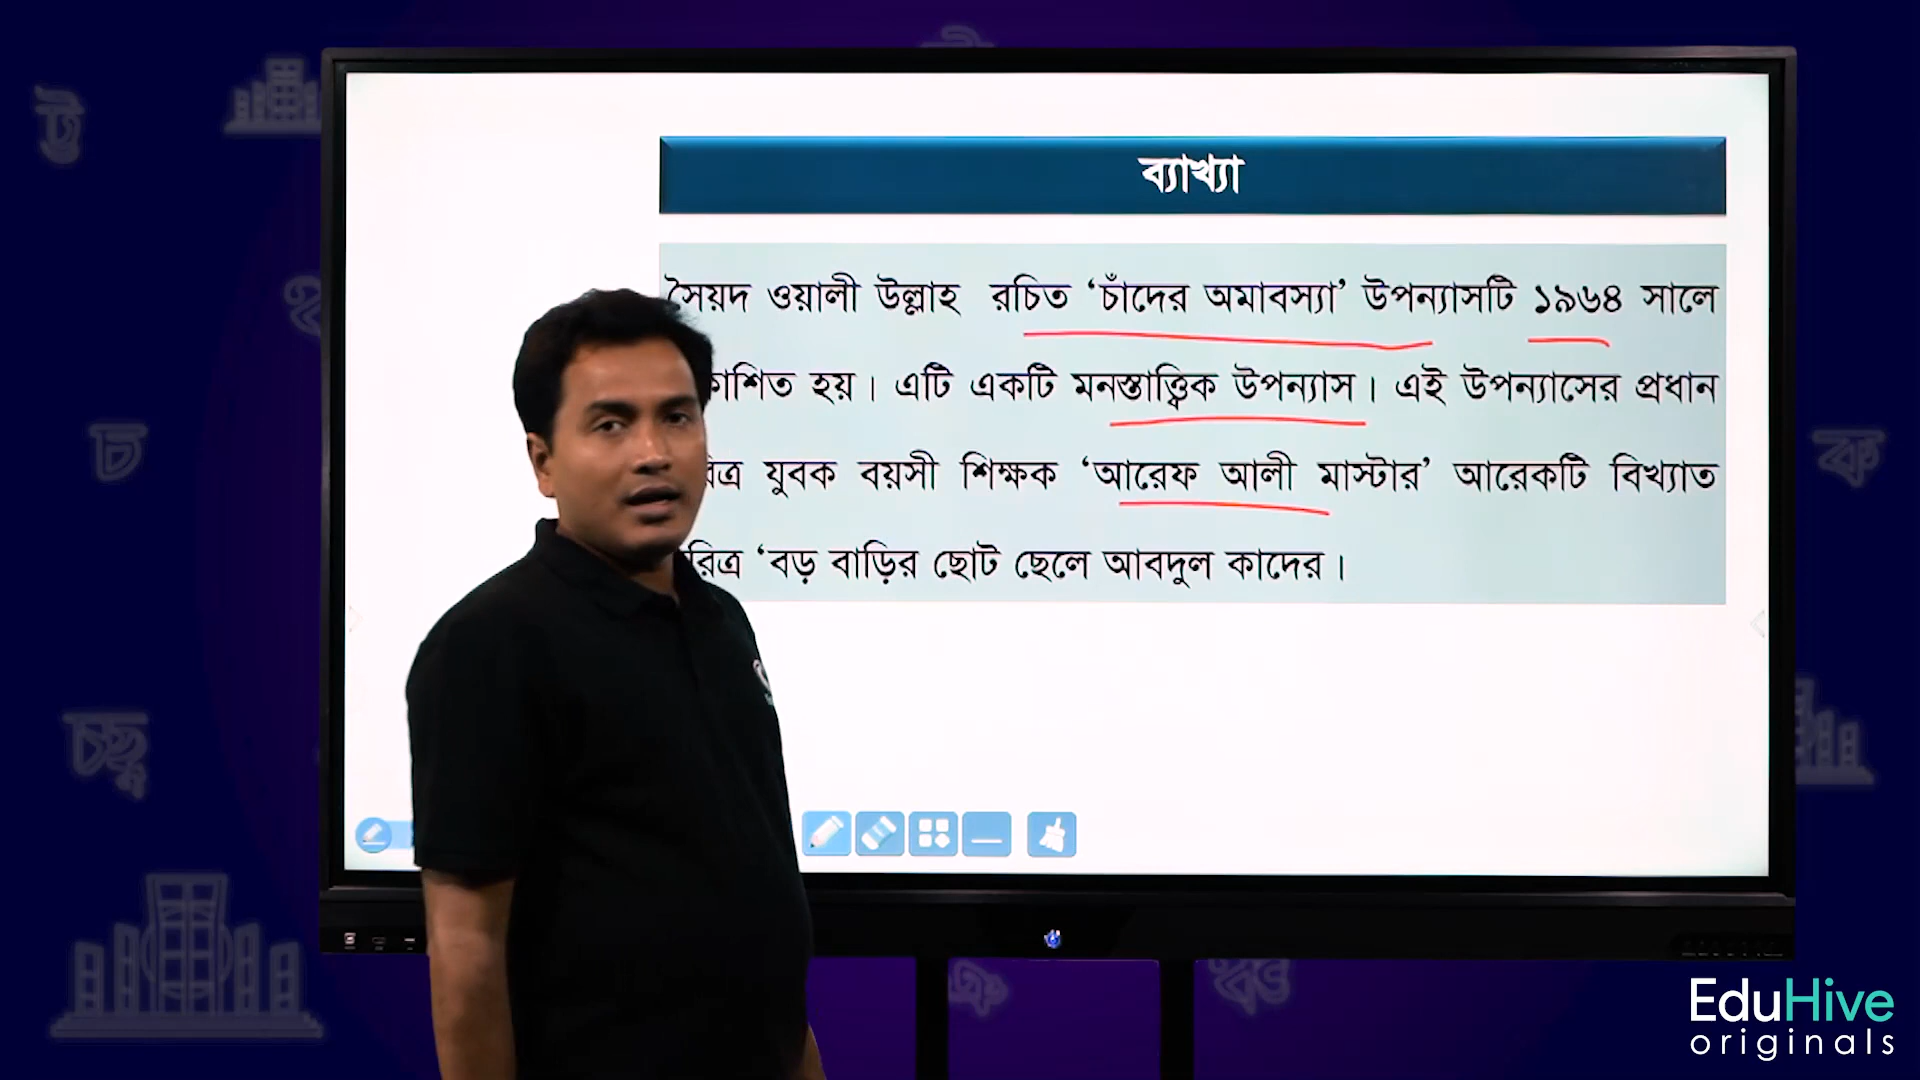 ব্যাখ্যা
সৈয়দ ওয়ালী উল্লাহ রচিত ‘চাঁদের অমাবস্যা’ উপন্যাসটি ১৯৬৪ সালে
হয়। এটি একটি মনস্তাত্ত্বিক উপন্যাস। এই উপন্যাসের প্রধান
যুবক বয়সী শিক্ষক ‘আরেফ আলী মাস্টার’ আরেকটি বিখ্যাত
‘বড় বাড়ির ছোট ছেলে আবদুল কাদের।
ট্ট
চ
চ্ছ্ব
ক্ক
EduHive
originals